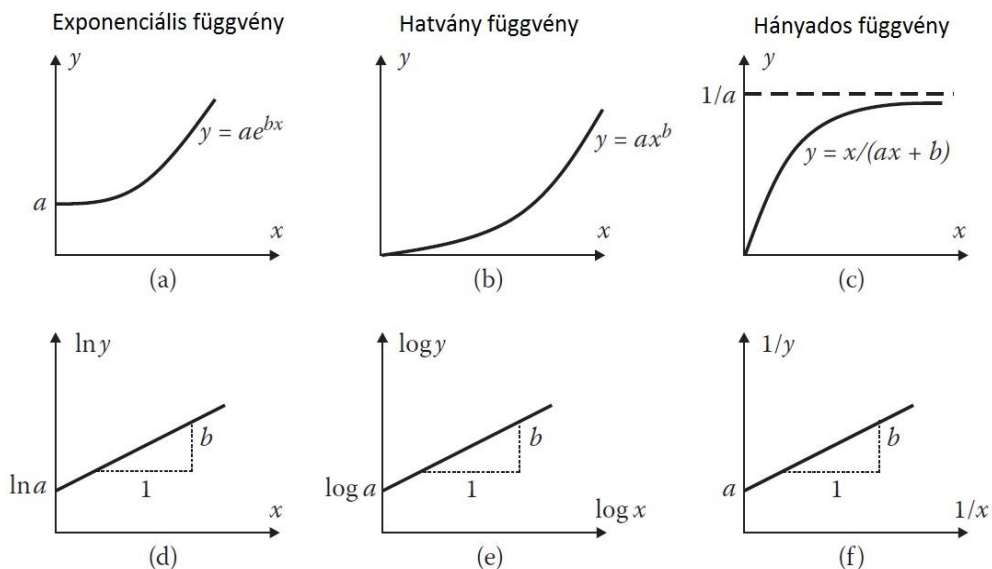 Exponenciális függvény
Hatvány függvény
Hányados függvény
y
a
y = ae^{bx}
x
(a)
y
y = ax^b
x
(b)
y
1/a
y = x/(ax + b)
x
(c)
ln y
b
ln a
1
x
(d)
log y
b
log a
1
log x
(e)
1/y
b
a
1
1/x
(f)